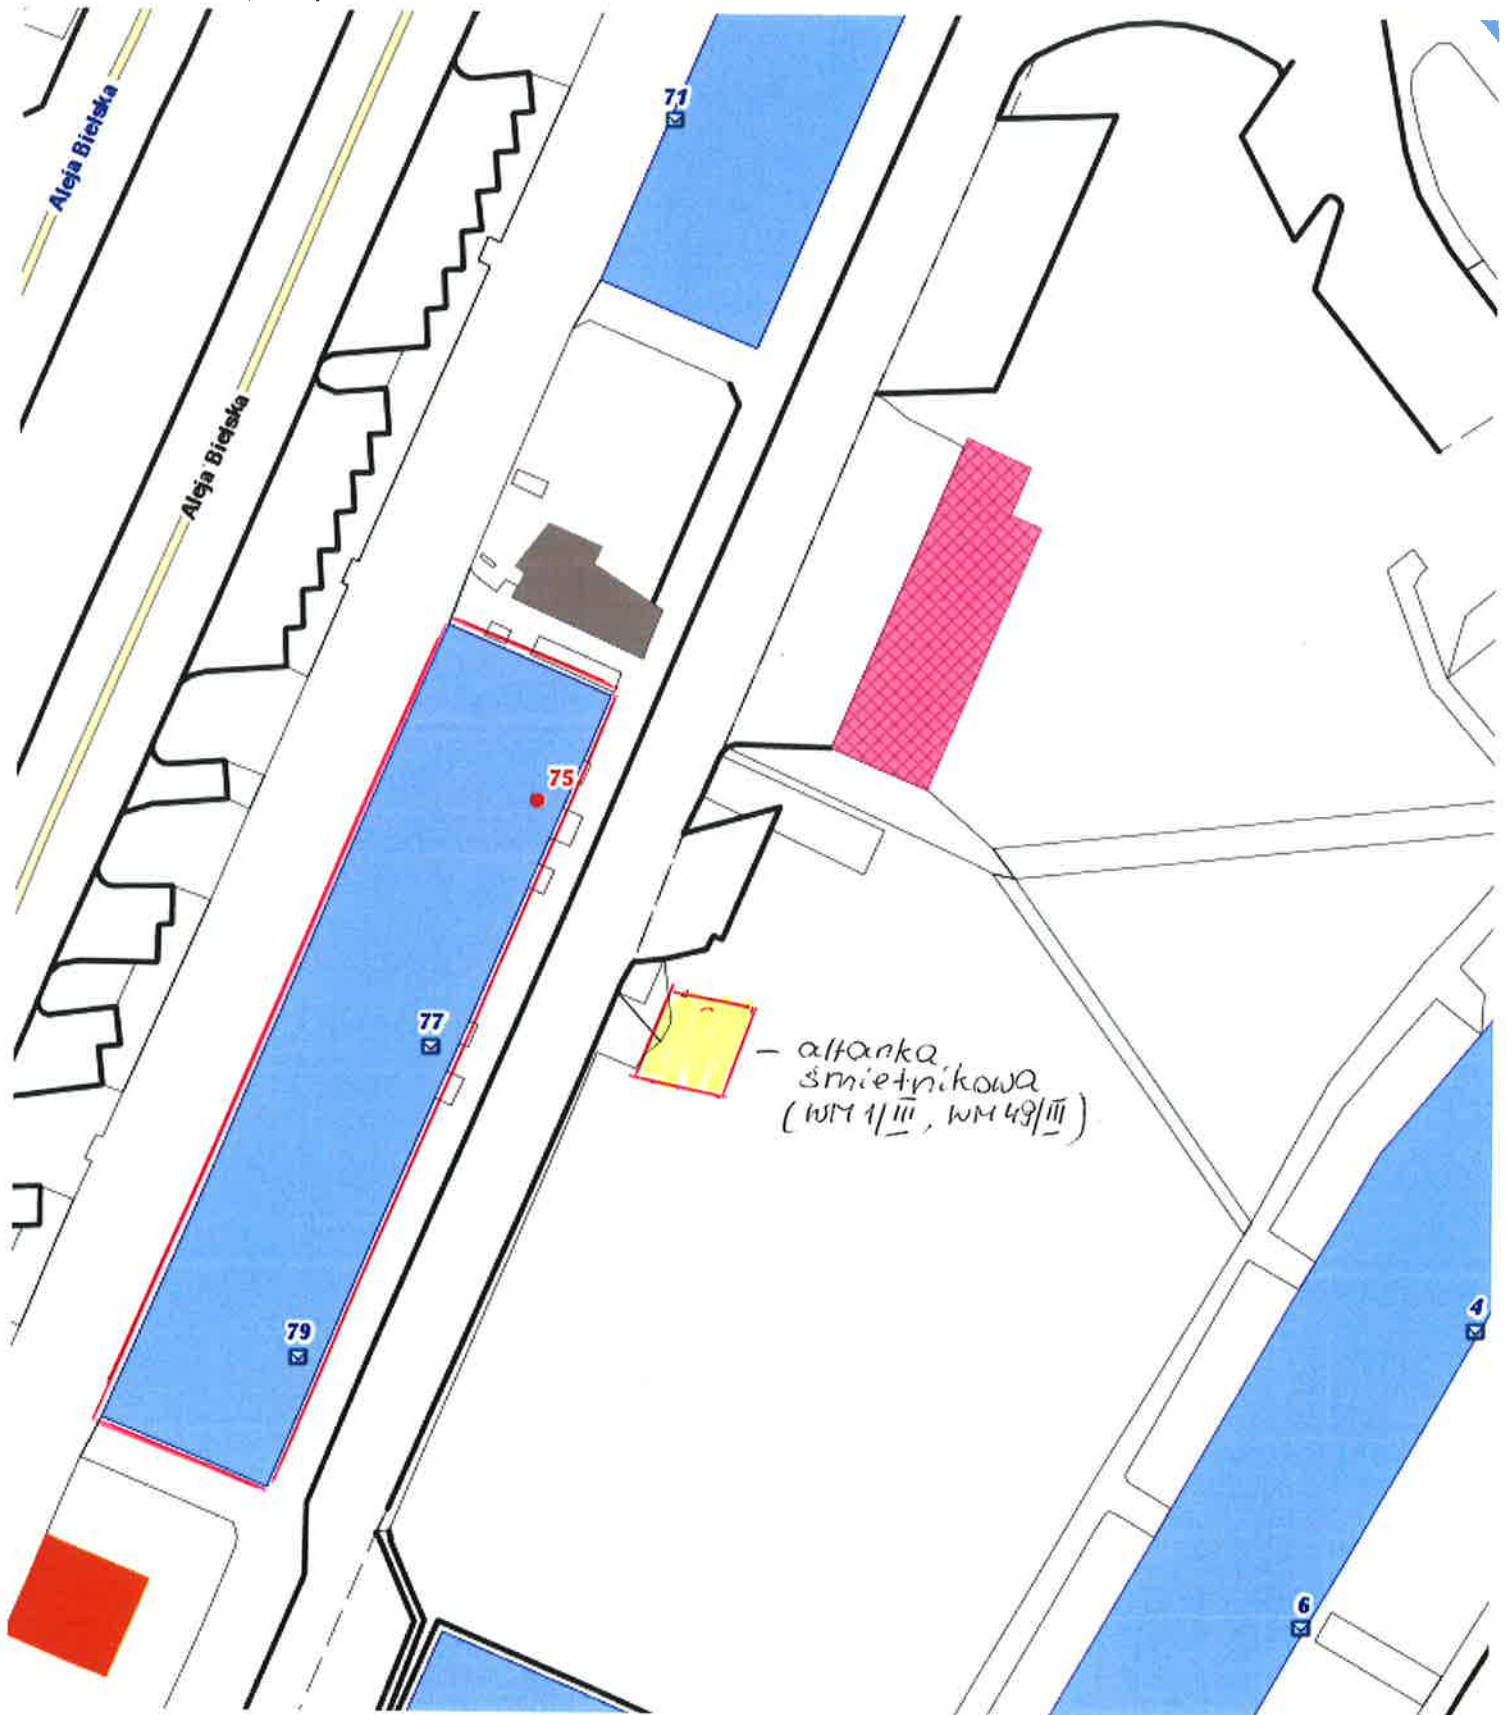 71
Aleja Bielska
Aleja Bielska
75
77
– altanka
śmietnikowa
(WM 1/III, WM 49/III)
79
4
6